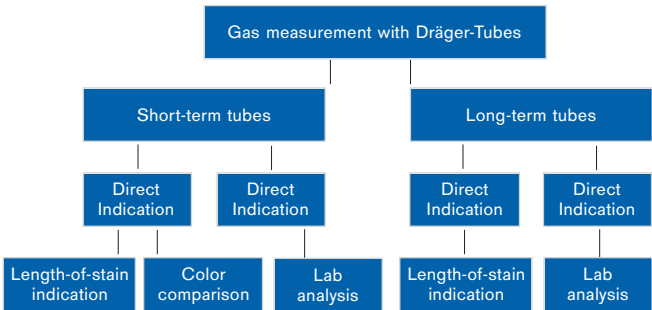 Gas measurement with Dräger-Tubes
Short-term tubes
Long-term tubes
Direct
Indication
Direct
Indication
Direct
Indication
Direct
Indication
Length-of-stain
indication
Color
comparison
Lab
analysis
Length-of-stain
indication
Lab
analysis